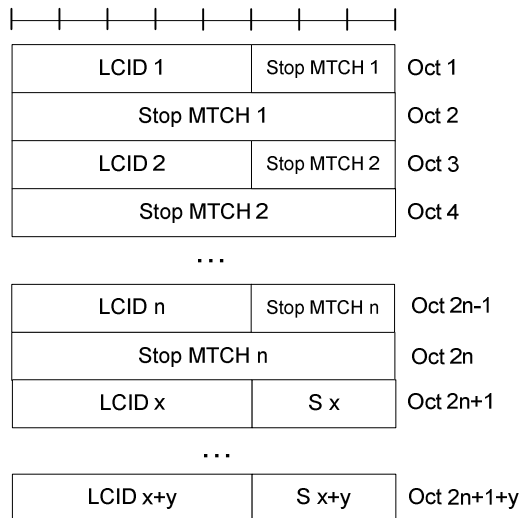 LCID 1 Stop MTCH 1 Oct 1
Stop MTCH 1 Oct 2
LCID 2 Stop MTCH 2 Oct 3
Stop MTCH 2 Oct 4
...
LCID n Stop MTCH n Oct 2n-1
Stop MTCH n Oct 2n
LCID x S x Oct 2n+1
...
LCID x+y S x+y Oct 2n+1+y